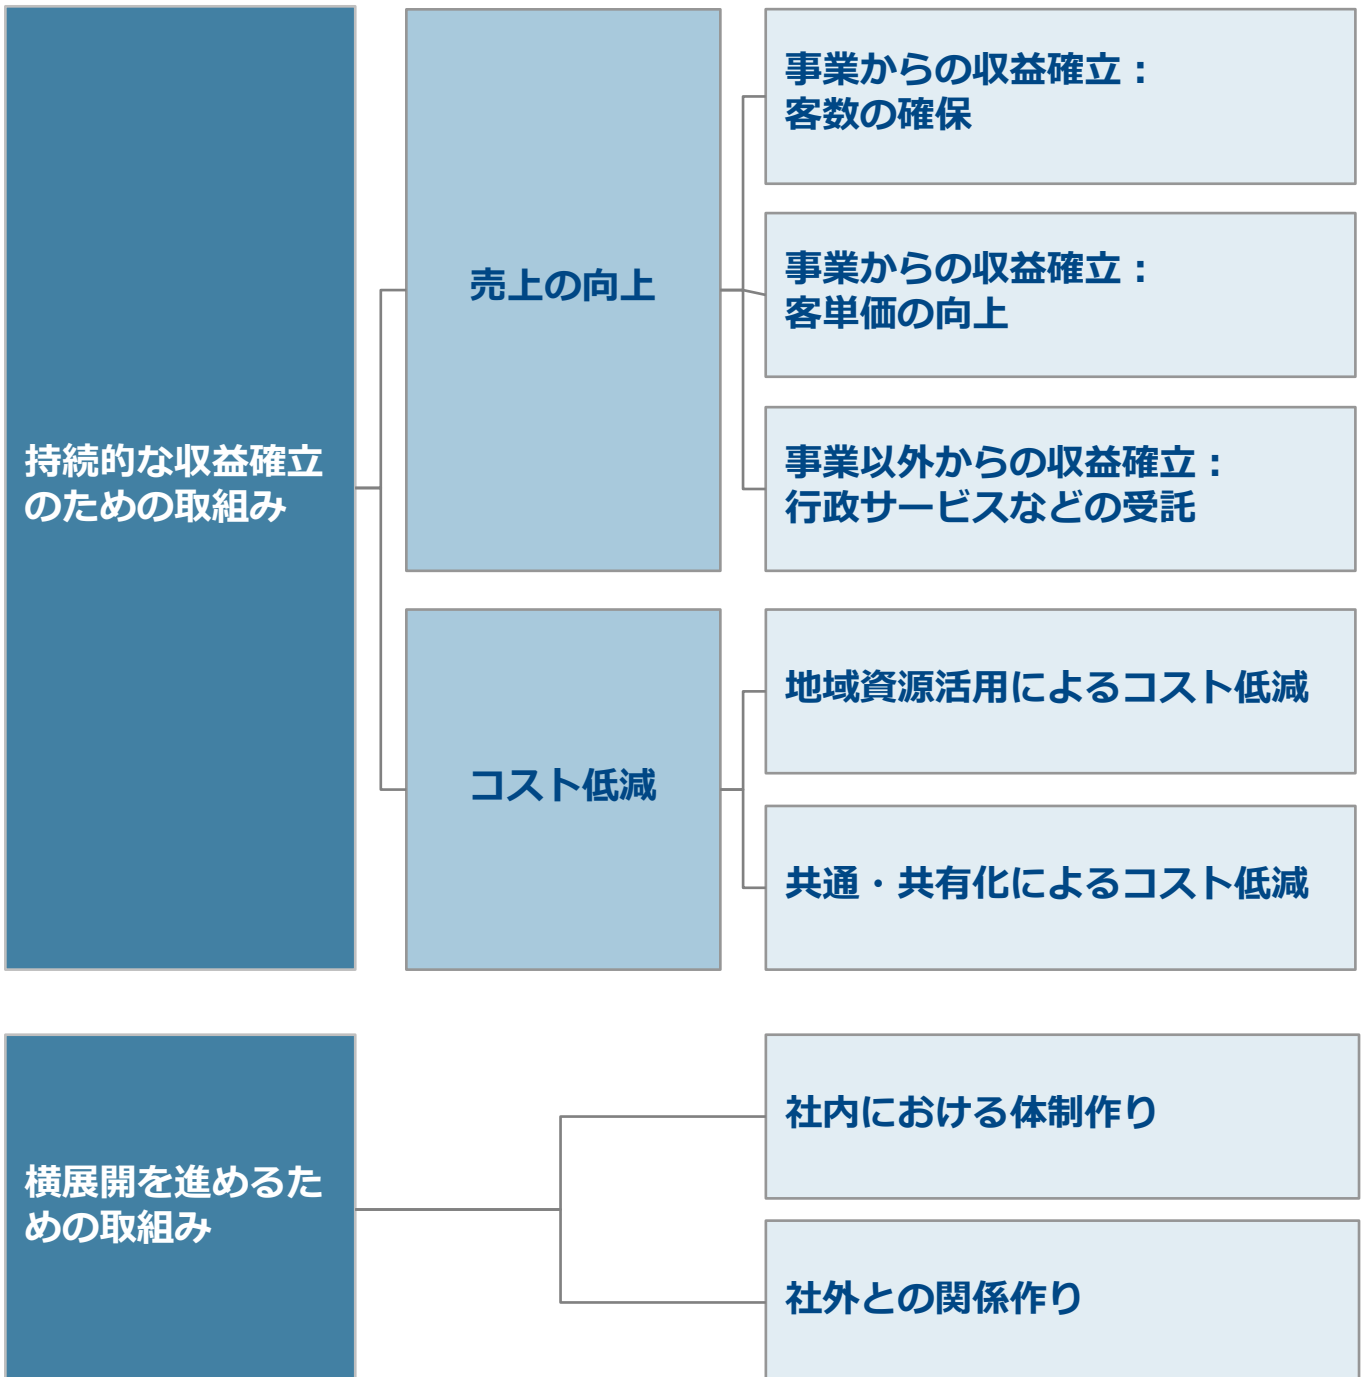 持続的な収益確立
のための取組み
売上の向上
事業からの収益確立：
客数の確保
事業からの収益確立：
客単価の向上
事業以外からの収益確立：
行政サービスなどの受託
コスト低減
地域資源活用によるコスト低減
共通・共有化によるコスト低減
横展開を進めるた
めの取組み
社内における体制作り
社外との関係作り